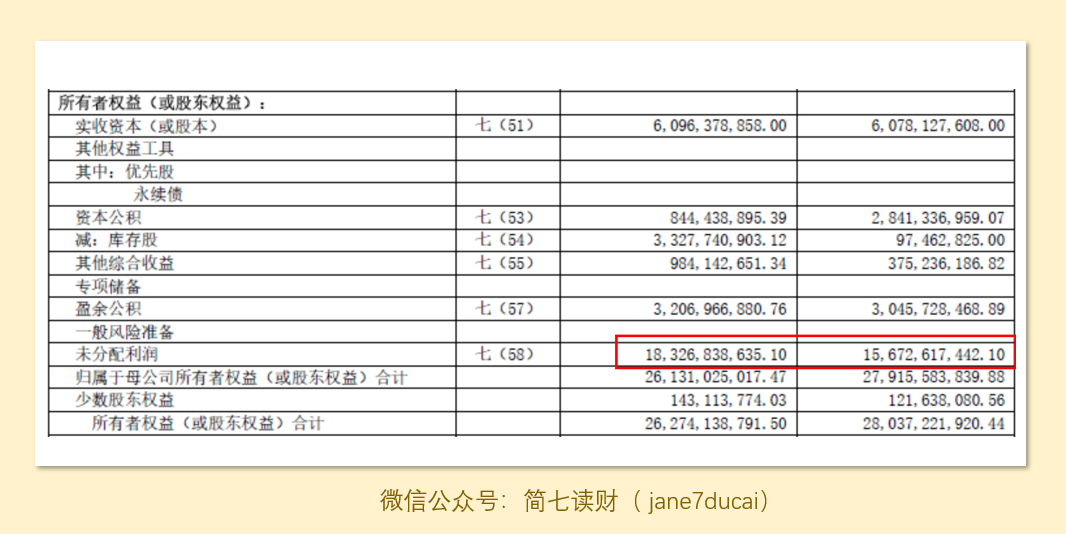 所有者权益（或股东权益）：
实收资本（或股本） 七（51） 6,096,378,858.00 6,078,127,608.00
其他权益工具
其中：优先股
永续债
资本公积 七（53） 844,438,895.39 2,841,336,959.07
减：库存股 七（54） 3,327,740,903.12 97,462,825.00
其他综合收益 七（55） 984,142,651.34 375,236,186.82
专项储备
盈余公积 七（57） 3,206,966,880.76 3,045,728,468.89
一般风险准备
未分配利润 七（58） 18,326,838,635.10 15,672,617,442.10
归属于母公司所有者权益（或股东权益）合计 26,131,025,017.47 27,915,583,839.88
少数股东权益 143,113,774.03 121,638,080.56
所有者权益（或股东权益）合计 26,274,138,791.50 28,037,221,920.44
微信公众号：简七读财（ jane7ducai）